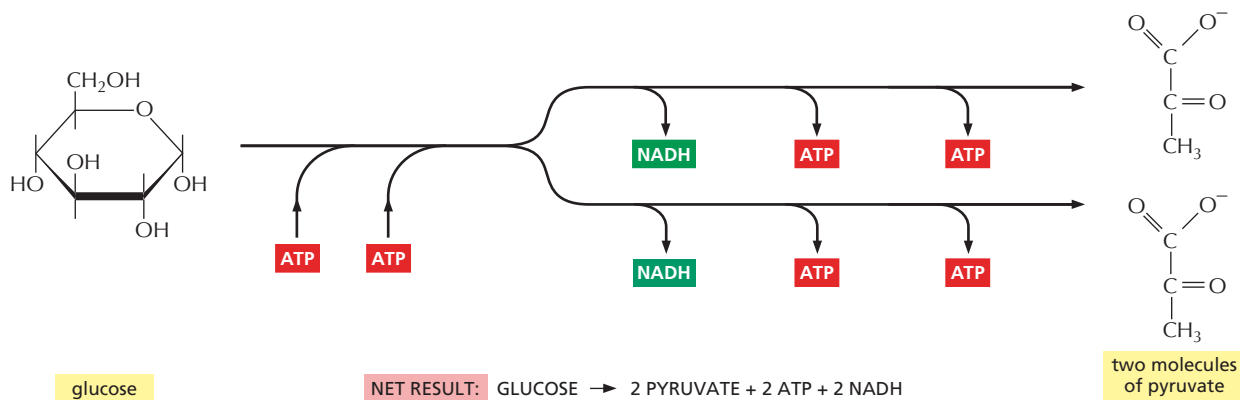 CH2OH
O
OH
HO
OH
OH
glucose
ATP
ATP
NADH
ATP
ATP
NADH
ATP
ATP
O
O−
C
C=O
CH3
O
O−
C
C=O
CH3
two molecules
of pyruvate
NET RESULT: GLUCOSE → 2 PYRUVATE + 2 ATP + 2 NADH